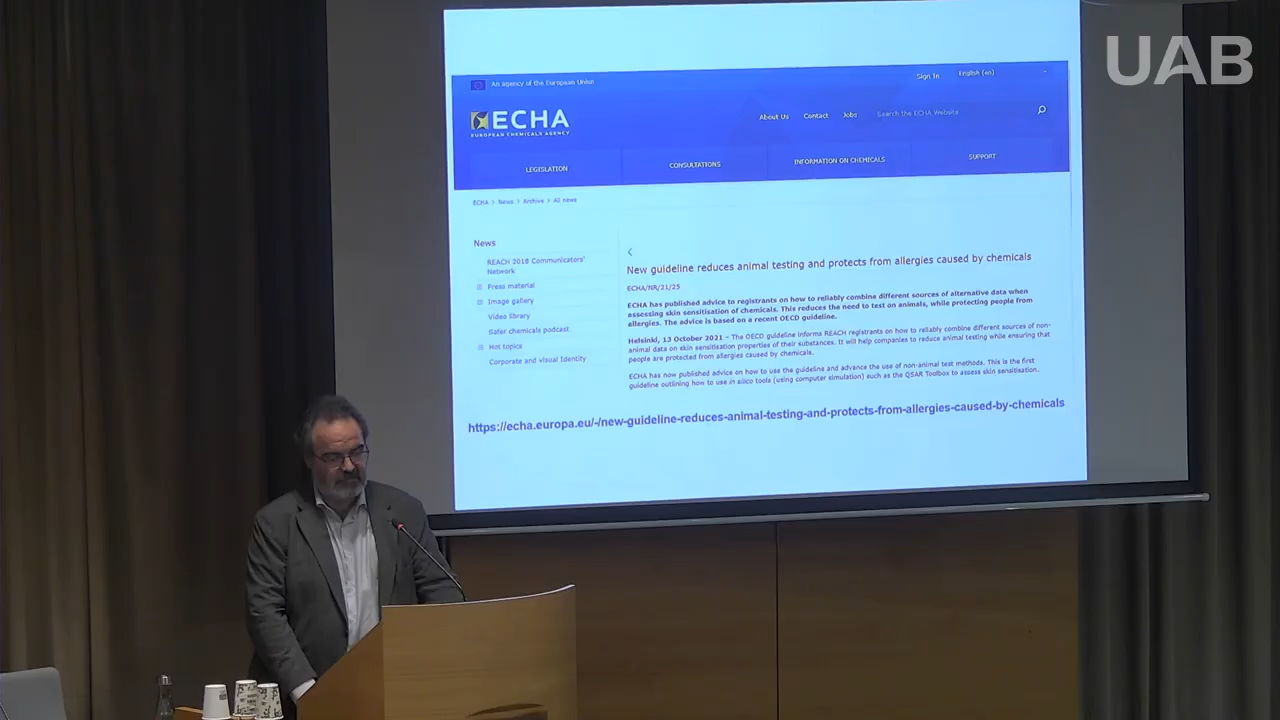 UAB
An agency of the European Union
Sign In
English (en)
ECHA
EUROPEAN CHEMICALS AGENCY
About Us
Contact
Jobs
Search the ECHA Website
LEGISLATION
CONSULTATIONS
INFORMATION ON CHEMICALS
SUPPORT
ECHA > News > Archive > All news
News
REACH 2018 Communicators'
Network
Press material
Image gallery
Video library
Safer chemicals podcast
Hot topics
Corporate and visual identity
New guideline reduces animal testing and protects from allergies caused by chemicals
ECHA/NR/21/25
ECHA has published advice to registrants on how to reliably combine different sources of alternative data when
assessing skin sensitisation of chemicals. This reduces the need to test on animals, while protecting people from
allergies. The advice is based on a recent OECD guideline.
Helsinki, 13 October 2021 – The OECD guideline informs REACH registrants on how to reliably combine different sources of non-
animal data on skin sensitisation properties of their substances. It will help companies to reduce animal testing while ensuring that
people are protected from allergies caused by chemicals.
ECHA has now published advice on how to use the guideline and advance the use of non-animal test methods. This is the first
guideline outlining how to use in silico tools (using computer simulation) such as the QSAR Toolbox to assess skin sensitisation.
https://echa.europa.eu/-/new-guideline-reduces-animal-testing-and-protects-from-allergies-caused-by-chemicals